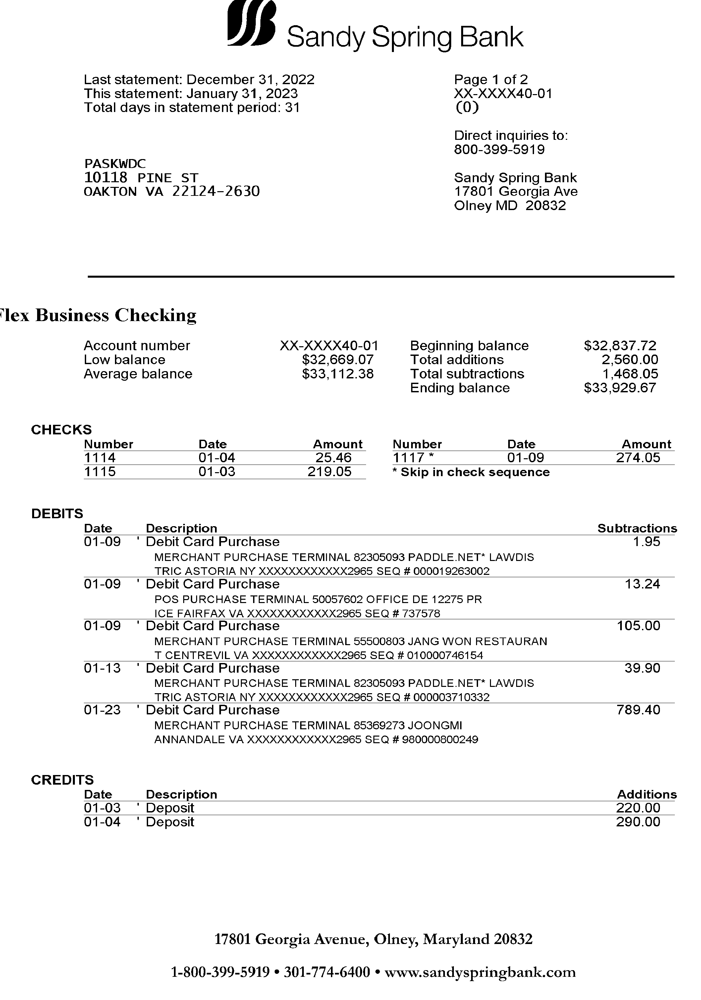 Sandy Spring Bank
Last statement: December 31, 2022
This statement: January 31, 2023
Total days in statement period: 31
Page 1 of 2
XX-XXXX40-01
(0)
Direct inquiries to:
800-399-5919
PASKWDC
10118 PINE ST
OAKTON VA 22124-2630
Sandy Spring Bank
17801 Georgia Ave
Olney MD 20832
Flex Business Checking
Account number XX-XXXX40-01 Beginning balance $32,837.72
Low balance $32,669.07 Total additions 2,560.00
Average balance $33,112.38 Total subtractions 1,468.05
Ending balance $33,929.67
CHECKS
Number Date Amount Number Date Amount
1114 01-04 25.46 1117 * 01-09 274.05
1115 01-03 219.05 * Skip in check sequence
DEBITS
Date Description Subtractions
01-09 ' Debit Card Purchase 1.95
MERCHANT PURCHASE TERMINAL 82305093 PADDLE.NET* LAWDIS
TRIC ASTORIA NY XXXXXXXXXXXX2965 SEQ # 000019263002
01-09 ' Debit Card Purchase 13.24
POS PURCHASE TERMINAL 50057602 OFFICE DE 12275 PR
ICE FAIRFAX VA XXXXXXXXXXXX2965 SEQ # 737578
01-09 ' Debit Card Purchase 105.00
MERCHANT PURCHASE TERMINAL 55500803 JANG WON RESTAURAN
T CENTREVIL VA XXXXXXXXXXXX2965 SEQ # 010000746154
01-13 ' Debit Card Purchase 39.90
MERCHANT PURCHASE TERMINAL 82305093 PADDLE.NET* LAWDIS
TRIC ASTORIA NY XXXXXXXXXXXX2965 SEQ # 000003710332
01-23 ' Debit Card Purchase 789.40
MERCHANT PURCHASE TERMINAL 85369273 JOONGMI
ANNANDALE VA XXXXXXXXXXXX2965 SEQ # 980000800249
CREDITS
Date Description Additions
01-03 ' Deposit 220.00
01-04 ' Deposit 290.00
17801 Georgia Avenue, Olney, Maryland 20832
1-800-399-5919 • 301-774-6400 • www.sandyspringbank.com